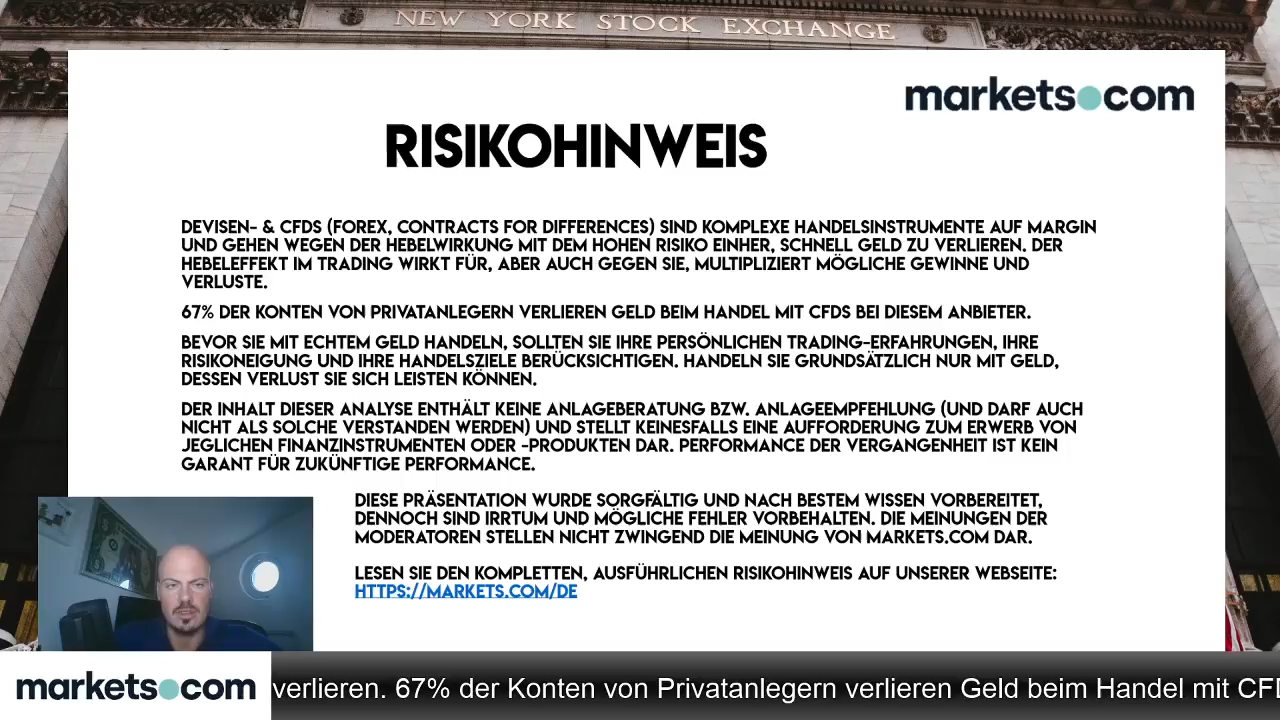 NEW YORK STOCK EXCHANGE
markets.com
RISIKOHINWEIS
DEVISEN- & CFDS (FOREX, CONTRACTS FOR DIFFERENCES) SIND KOMPLEXE HANDELSINSTRUMENTE AUF MARGIN
UND GEHEN WEGEN DER HEBELWIRKUNG MIT DEM HOHEN RISIKO EINHER, SCHNELL GELD ZU VERLIEREN. DER
HEBELEFFEKT IM TRADING WIRKT FÜR, ABER AUCH GEGEN SIE, MULTIPLIZIERT MÖGLICHE GEWINNE UND
VERLUSTE.
67% DER KONTEN VON PRIVATANLEGERN VERLIEREN GELD BEIM HANDEL MIT CFDS BEI DIESEM ANBIETER.
BEVOR SIE MIT ECHTEM GELD HANDELN, SOLLTEN SIE IHRE PERSÖNLICHEN TRADING-ERFAHRUNGEN, IHRE
RISIKONEIGUNG UND IHRE HANDELSZIELE BERÜCKSICHTIGEN. HANDELN SIE GRUNDSÄTZLICH NUR MIT GELD,
DESSEN VERLUST SIE SICH LEISTEN KÖNNEN.
DER INHALT DIESER ANALYSE ENTHÄLT KEINE ANLAGEBERATUNG BZW. ANLAGEEMPFEHLUNG (UND DARF AUCH
NICHT ALS SOLCHE VERSTANDEN WERDEN) UND STELLT KEINESFALLS EINE AUFFORDERUNG ZUM ERWERB VON
JEGLICHEN FINANZINSTRUMENTEN ODER -PRODUKTEN DAR. PERFORMANCE DER VERGANGENHEIT IST KEIN
GARANT FÜR ZUKÜNFTIGE PERFORMANCE.
DIESE PRÄSENTATION WURDE SORGFÄLTIG UND NACH BESTEM WISSEN VORBEREITET,
DENNOCH SIND IRRTUM UND MÖGLICHE FEHLER VORBEHALTEN. DIE MEINUNGEN DER
MODERATOREN STELLEN NICHT ZWINGEND DIE MEINUNG VON MARKETS.COM DAR.
LESEN SIE DEN KOMPLETTEN, AUSFÜHRLICHEN RISIKOHINWEIS AUF UNSERER WEBSEITE:
HTTPS://MARKETS.COM/DE
markets.com
verlieren. 67% der Konten von Privatanlegern verlieren Geld beim Handel mit CFD